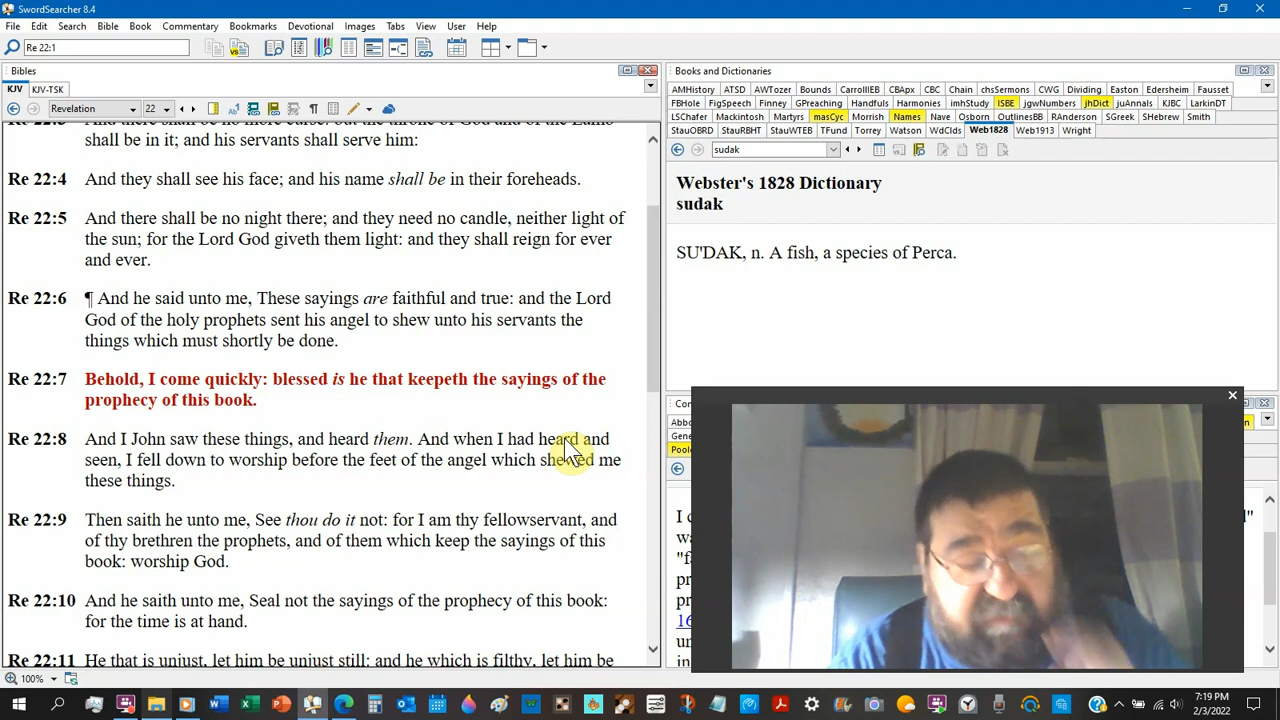 SwordSearcher 8.4
File Edit Search Bible Book Commentary Bookmarks Devotional Images Tabs View User Help
Re 22:1
Bibles
KJV KJV-TSK
Revelation 22
shall be in it; and his servants shall serve him:
Re 22:4 And they shall see his face; and his name shall be in their foreheads.
Re 22:5 And there shall be no night there; and they need no candle, neither light of
the sun; for the Lord God giveth them light: and they shall reign for ever
and ever.
Re 22:6 ¶ And he said unto me, These sayings are faithful and true: and the Lord
God of the holy prophets sent his angel to shew unto his servants the
things which must shortly be done.
Re 22:7 Behold, I come quickly: blessed is he that keepeth the sayings of the
prophecy of this book.
Re 22:8 And I John saw these things, and heard them. And when I had heard and
seen, I fell down to worship before the feet of the angel which shewed me
these things.
Re 22:9 Then saith he unto me, See thou do it not: for I am thy fellowservant, and
of thy brethren the prophets, and of them which keep the sayings of this
book: worship God.
Re 22:10 And he saith unto me, Seal not the sayings of the prophecy of this book:
for the time is at hand.
Re 22:11 He that is unjust, let him be unjust still: and he which is filthy, let him be
100%
Books and Dictionaries
AMHistory ATSD AWTozer Bounds CarrollEIB CBApx CBC Chain chsSermons CWG Dividing Easton Edersheim Fausset
FBHole FigSpeech Finney GPreaching Handfuls Harmonies imhStudy ISBE jgwNumbers jhDict juAnnals KJBC LarkinDT
LSChafer Mackintosh Martyrs masCyc Morrish Names Nave Osborn OutlinesBB RAnderson SGreek SHebrew Smith
StauOBRD StauRBHT StauWTEB TFund Torrey Watson WdClds Web1828 Web1913 Wright
sudak
Webster's 1828 Dictionary
sudak
SU'DAK, n. A fish, a species of Perca.
7:19 PM
2/3/2022